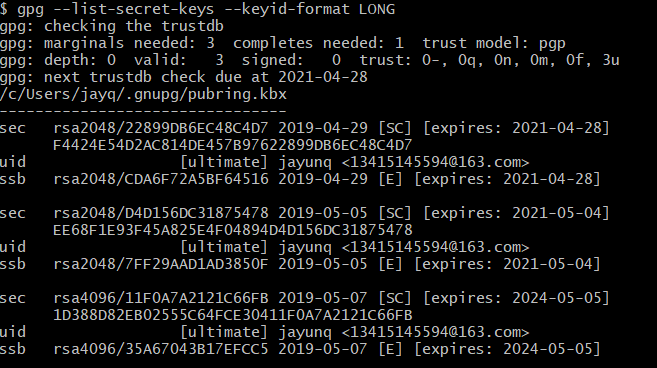 $ gpg --list-secret-keys --keyid-format LONG
gpg: checking the trustdb
gpg: marginals needed: 3  completes needed: 1  trust model: pgp
gpg: depth: 0  valid:   3  signed:   0  trust: 0-, 0q, 0n, 0m, 0f, 3u
gpg: next trustdb check due at 2021-04-28
/c/Users/jayq/.gnupg/pubring.kbx
--------------------------------
sec   rsa2048/22899DB6EC48C4D7 2019-04-29 [SC] [expires: 2021-04-28]
      F4424E54D2AC814DE457B97622899DB6EC48C4D7
uid                 [ultimate] jayunq <13415145594@163.com>
ssb   rsa2048/CDA6F72A5BF64516 2019-04-29 [E] [expires: 2021-04-28]
sec   rsa2048/D4D156DC31875478 2019-05-05 [SC] [expires: 2021-05-04]
      EE68F1E93F45A825E4F04894D4D156DC31875478
uid                 [ultimate] jayunq <13415145594@163.com>
ssb   rsa2048/7FF29AAD1AD3850F 2019-05-05 [E] [expires: 2021-05-04]
sec   rsa4096/11F0A7A2121C66FB 2019-05-07 [SC] [expires: 2024-05-05]
      1D388D82EB02555C64FCE30411F0A7A2121C66FB
uid                 [ultimate] jayunq <13415145594@163.com>
ssb   rsa4096/35A67043B17EFCC5 2019-05-07 [E] [expires: 2024-05-05]